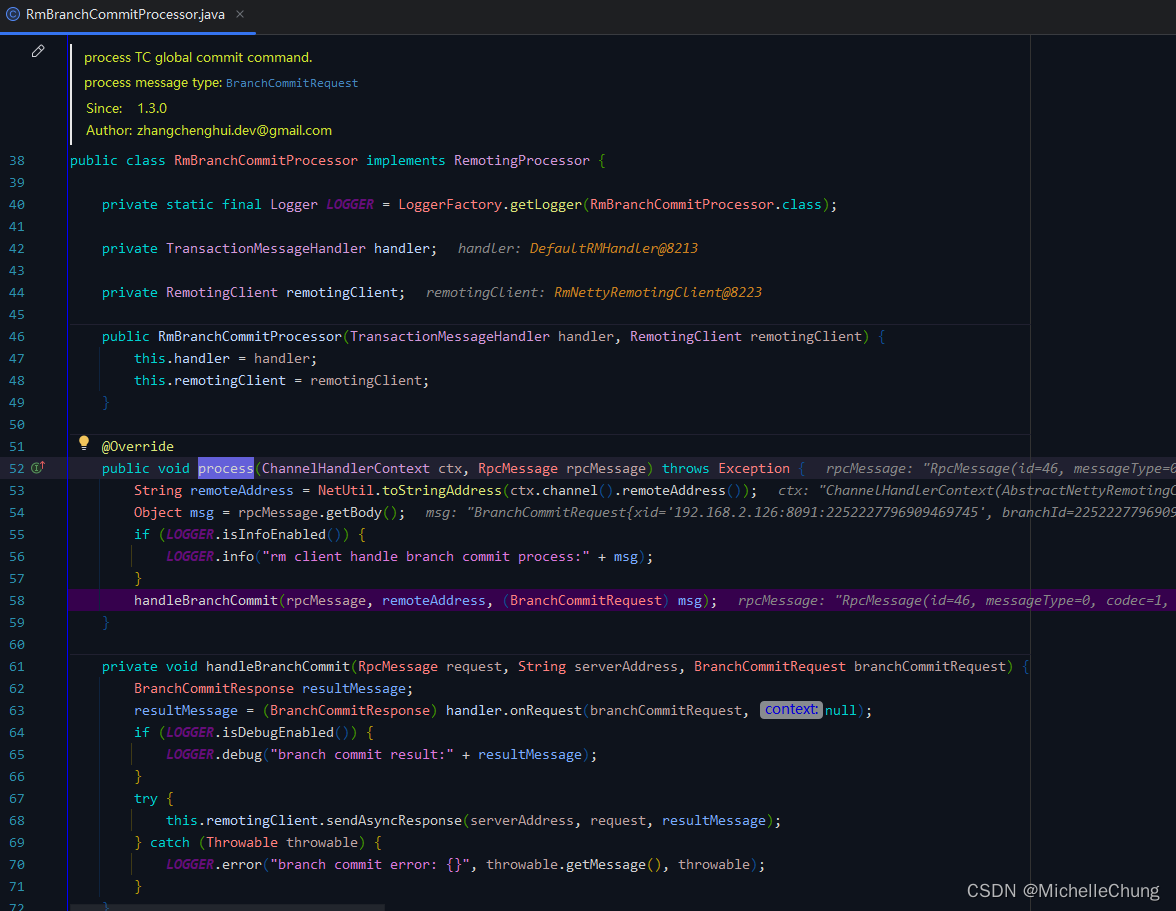 RmBranchCommitProcessor.java
process TC global commit command.
process message type: BranchCommitRequest
Since: 1.3.0
Author: zhangchenghui.dev@gmail.com
38 public class RmBranchCommitProcessor implements RemotingProcessor {
39
40 private static final Logger LOGGER = LoggerFactory.getLogger(RmBranchCommitProcessor.class);
41
42 private TransactionMessageHandler handler; handler: DefaultRMHandler@8213
43
44 private RemotingClient remotingClient; remotingClient: RmNettyRemotingClient@8223
45
46 public RmBranchCommitProcessor(TransactionMessageHandler handler, RemotingClient remotingClient) {
47 this.handler = handler;
48 this.remotingClient = remotingClient;
49 }
50
51 @Override
52 public void process(ChannelHandlerContext ctx, RpcMessage rpcMessage) throws Exception { rpcMessage: "RpcMessage(id=46, messageType=0
53 String remoteAddress = NetUtil.toStringAddress(ctx.channel().remoteAddress()); ctx: "ChannelHandlerContext(AbstractNettyRemotingC
54 Object msg = rpcMessage.getBody(); msg: "BranchCommitRequest{xid='192.168.2.126:8091:2252227796909469745', branchId=2252227796909
55 if (LOGGER.isInfoEnabled()) {
56 LOGGER.info("rm client handle branch commit process:" + msg);
57 }
58 handleBranchCommit(rpcMessage, remoteAddress, (BranchCommitRequest) msg); rpcMessage: "RpcMessage(id=46, messageType=0, codec=1,
59 }
60
61 private void handleBranchCommit(RpcMessage request, String serverAddress, BranchCommitRequest branchCommitRequest) {
62 BranchCommitResponse resultMessage;
63 resultMessage = (BranchCommitResponse) handler.onRequest(branchCommitRequest, context: null);
64 if (LOGGER.isDebugEnabled()) {
65 LOGGER.debug("branch commit result:" + resultMessage);
66 }
67 try {
68 this.remotingClient.sendAsyncResponse(serverAddress, request, resultMessage);
69 } catch (Throwable throwable) {
70 LOGGER.error("branch commit error: {}", throwable.getMessage(), throwable);
71 }
72 }
CSDN @MichelleChung